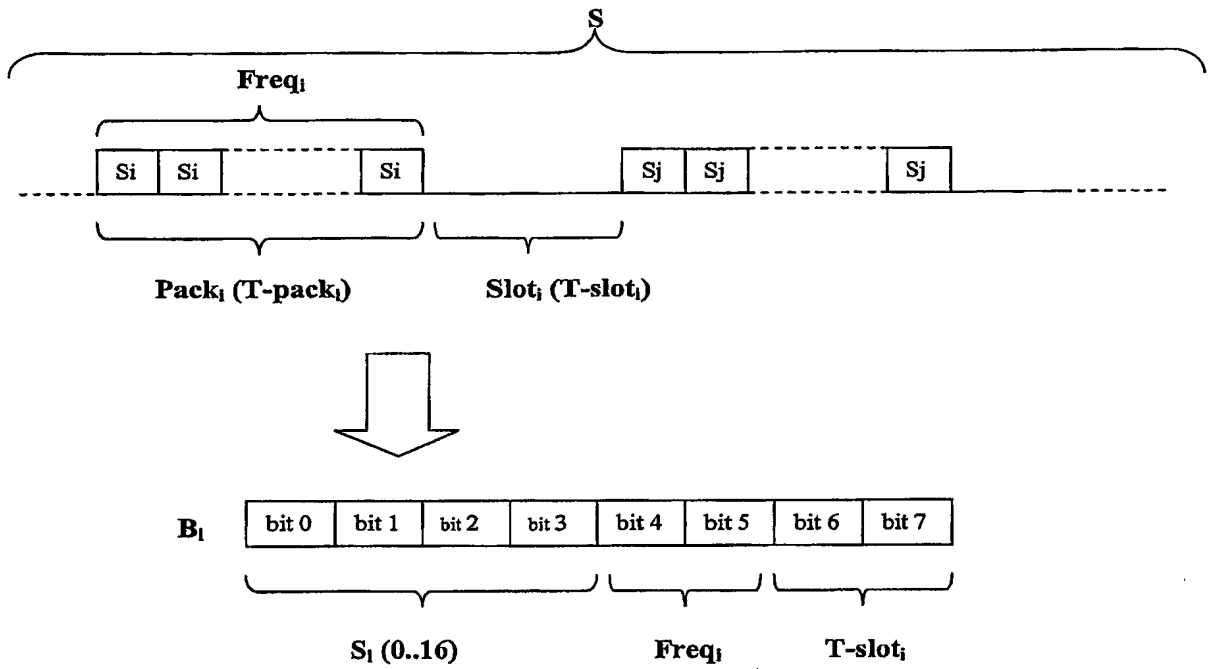 S
Freqᵢ
Si Si Si Sj Sj Sj
Packᵢ (T-packᵢ) Slotᵢ (T-slotᵢ)
Bᵢ bit 0 bit 1 bit 2 bit 3 bit 4 bit 5 bit 6 bit 7
Sᵢ (0..16) Freqᵢ T-slotᵢ